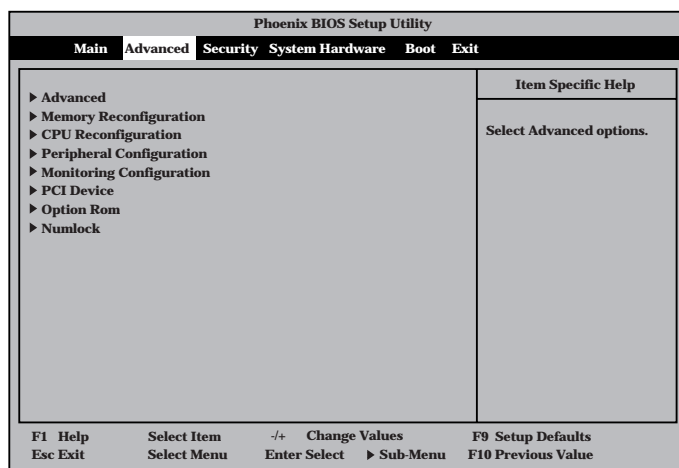 Phoenix BIOS Setup Utility
Main Advanced Security System Hardware Boot Exit
Item Specific Help
Advanced
Memory Reconfiguration
CPU Reconfiguration
Peripheral Configuration
Monitoring Configuration
PCI Device
Option Rom
Numlock
Select Advanced options.
F1 Help Select Item -/+ Change Values F9 Setup Defaults
Esc Exit Select Menu Enter Select Sub-Menu F10 Previous Value